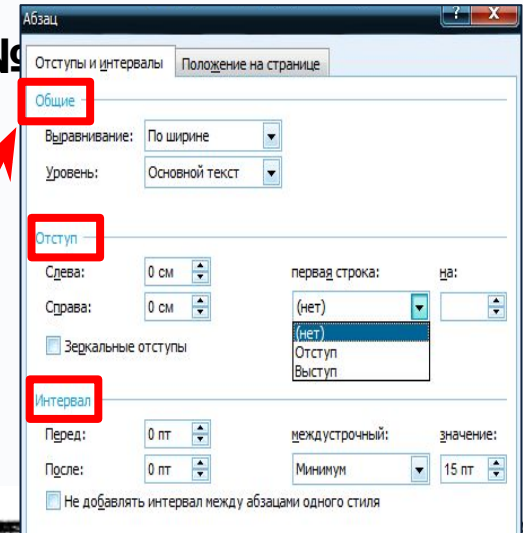 Абзац ? X
№
Отступы и интервалы Положение на странице
Общие
Выравнивание: По ширине
Уровень: Основной текст
Отступ
Слева: 0 см первая строка: на:
Справа: 0 см (нет)
(нет)
Зеркальные отступы Отступ
Выступ
Интервал
Перед: 0 пт междустрочный: значение:
После: 0 пт Минимум 15 пт
Не добавлять интервал между абзацами одного стиля